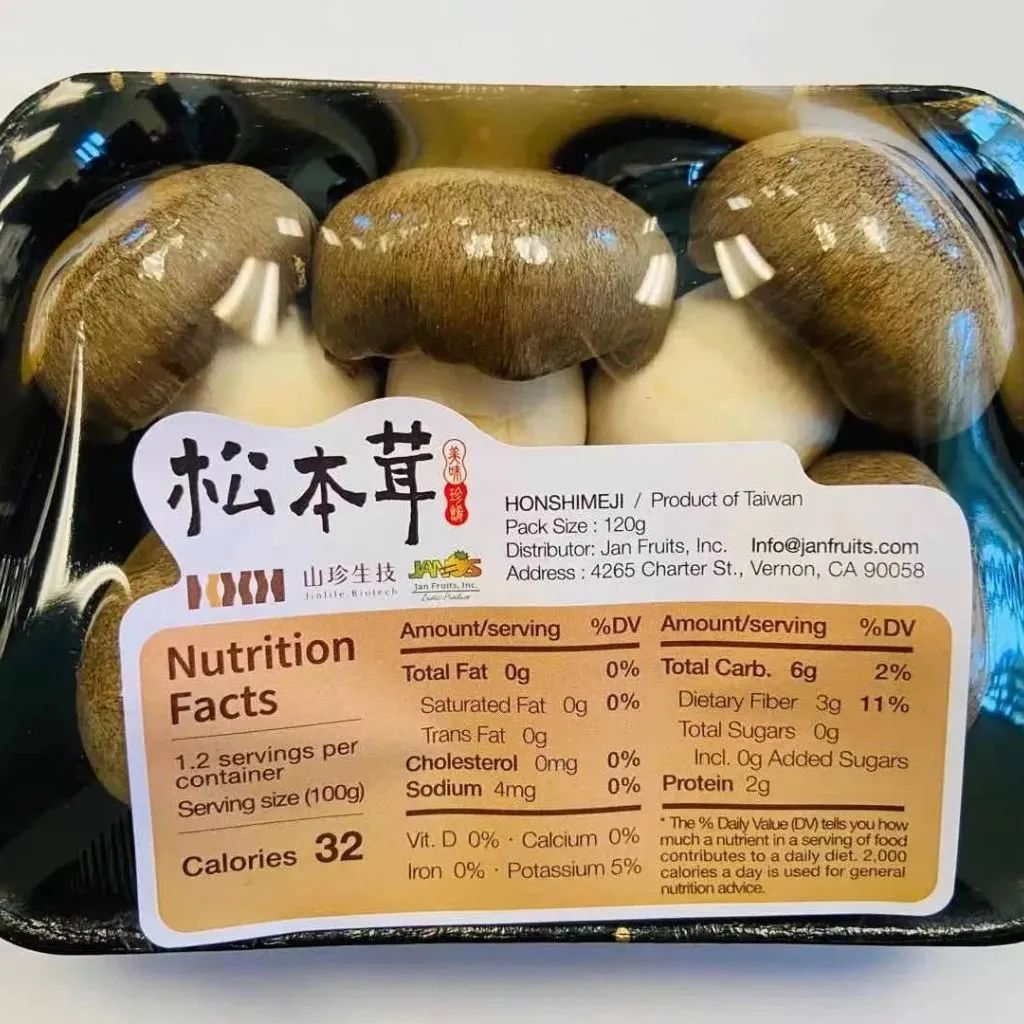 松本茸
美味
珍饈
山珍生技
Jinlife Biotech
JAN
Jan Fruits, Inc.
Exotic Produce
HONSHIMEJI / Product of Taiwan
Pack Size : 120g
Distributor: Jan Fruits, Inc. Info@janfruits.com
Address : 4265 Charter St., Vernon, CA 90058
Nutrition
Facts
1.2 servings per
container
Serving size (100g)
Calories 32
Amount/serving %DV
Total Fat 0g 0%
Saturated Fat 0g 0%
Trans Fat 0g
Cholesterol 0mg 0%
Sodium 4mg 0%
Vit. D 0% · Calcium 0%
Iron 0% · Potassium 5%
Amount/serving %DV
Total Carb. 6g 2%
Dietary Fiber 3g 11%
Total Sugars 0g
Incl. 0g Added Sugars
Protein 2g
* The % Daily Value (DV) tells you how
much a nutrient in a serving of food
contributes to a daily diet. 2,000
calories a day is used for general
nutrition advice.